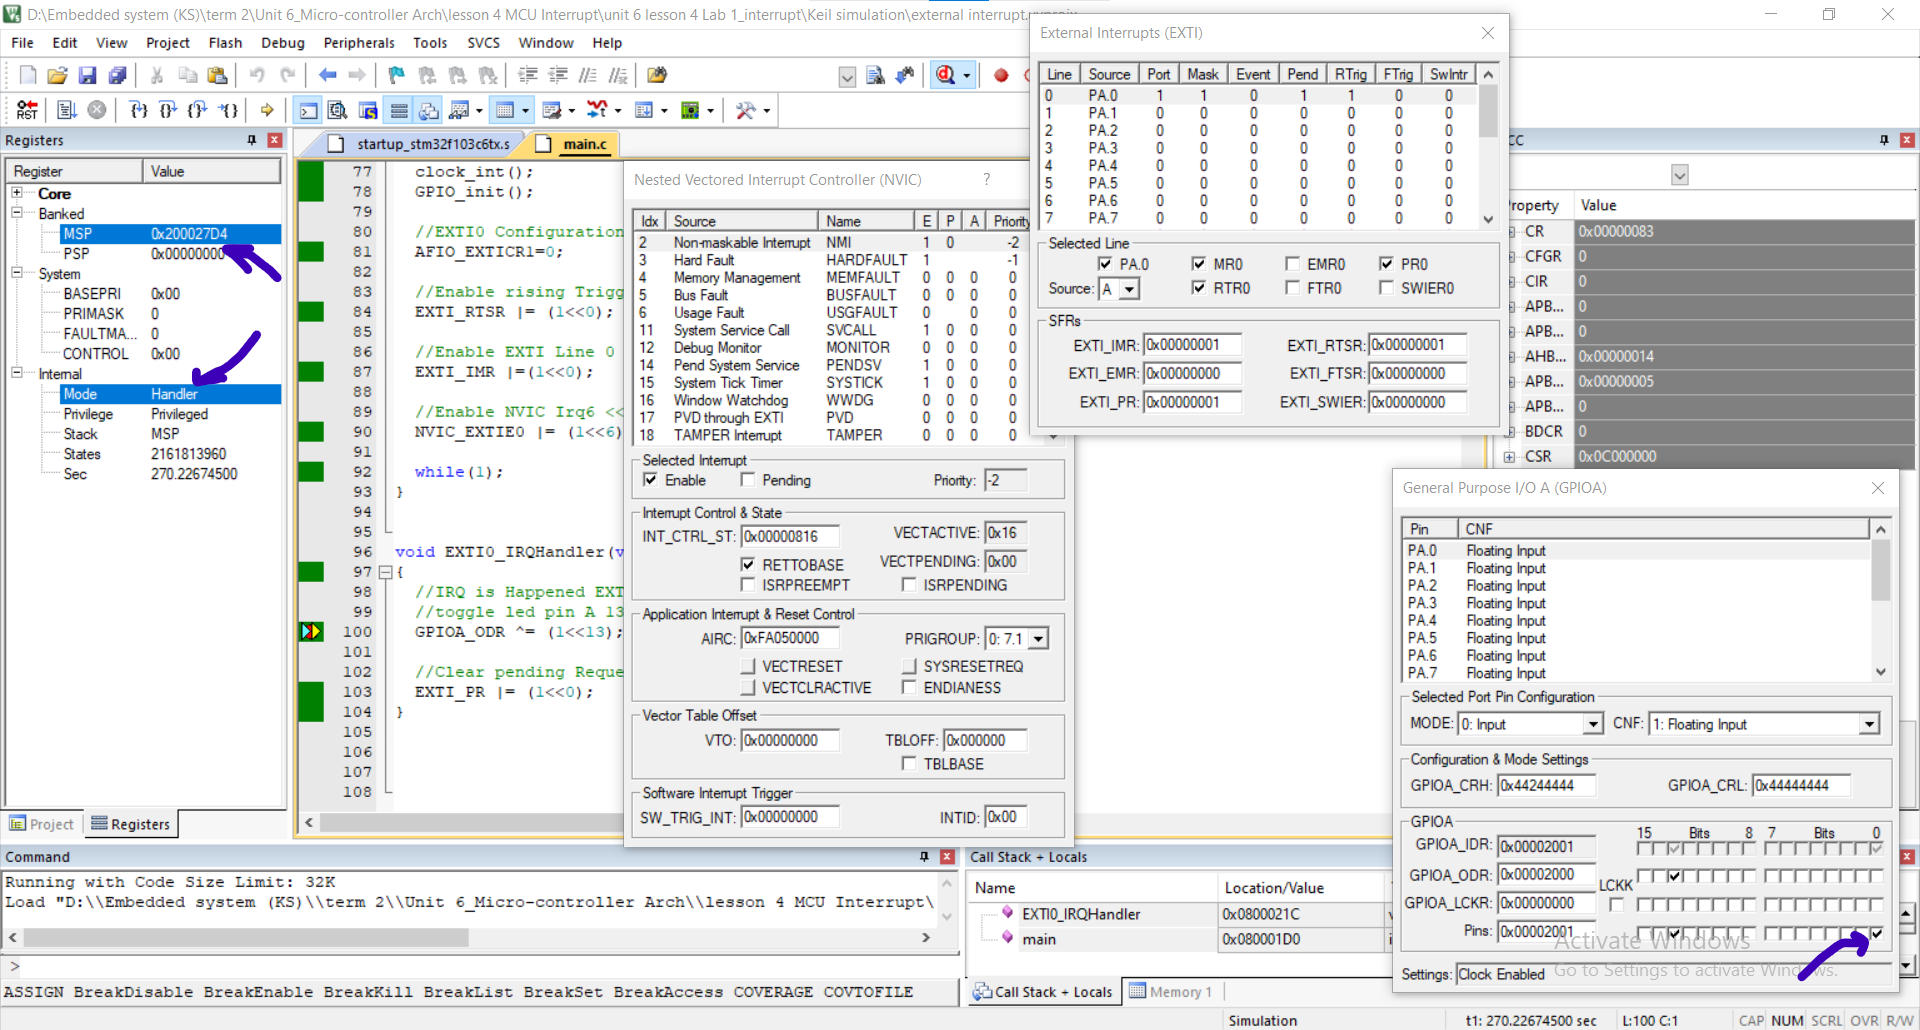 D:\Embedded system (KS)\term 2\Unit 6_Micro-controller Arch\lesson 4 MCU Interrupt\unit 6 lesson 4 Lab 1_interrupt\Keil simulation\external interrupt.
File Edit View Project Flash Debug Peripherals Tools SVCS Window Help
RST
Registers
Register Value
Core
Banked
MSP 0x200027D4
PSP 0x00000000
System
BASEPRI 0x00
PRIMASK 0
FAULTMA... 0
CONTROL 0x00
Internal
Mode Handler
Privilege Privileged
Stack MSP
States 2161813960
Sec 270.22674500
Project Registers
startup_stm32f103c6tx.s main.c
77 clock_int();
78 GPIO_init();
79
80 //EXTI0 Configuration
81 AFIO_EXTICR1=0;
82
83 //Enable rising Trigg
84 EXTI_RTSR |= (1<<0);
85
86 //Enable EXTI Line 0
87 EXTI_IMR |=(1<<0);
88
89 //Enable NVIC Irq6 <<
90 NVIC_EXTIE0 |= (1<<6)
91
92 while(1);
93 }
94
95
96 void EXTI0_IRQHandler(v
97 {
98 //IRQ is Happened EXT
99 //toggle led pin A 13
100 GPIOA_ODR ^= (1<<13);
101
102 //Clear pending Reque
103 EXTI_PR |= (1<<0);
104 }
105
106
107
108
Nested Vectored Interrupt Controller (NVIC) ?
Idx Source Name E P A Priority
2 Non-maskable Interrupt NMI 1 0 -2
3 Hard Fault HARDFAULT 1 -1
4 Memory Management MEMFAULT 0 0 0 0
5 Bus Fault BUSFAULT 0 0 0 0
6 Usage Fault USGFAULT 0 0 0 0
11 System Service Call SVCALL 1 0 0 0
12 Debug Monitor MONITOR 0 0 0 0
14 Pend System Service PENDSV 1 0 0 0
15 System Tick Timer SYSTICK 1 0 0 0
16 Window Watchdog WWDG 0 0 0 0
17 PVD through EXTI PVD 0 0 0 0
18 TAMPER Interrupt TAMPER 0 0 0 0
Selected Interrupt
Enable Pending Priority: -2
Interrupt Control & State
INT_CTRL_ST: 0x00000816 VECTACTIVE: 0x16
RETTOBASE VECTPENDING: 0x00
ISRPREEMPT ISRPENDING
Application Interrupt & Reset Control
AIRC: 0xFA050000 PRIGROUP: 0: 7.1
VECTRESET SYSRESETREQ
VECTCLRACTIVE ENDIANESS
Vector Table Offset
VTO: 0x00000000 TBLOFF: 0x000000
TBLBASE
Software Interrupt Trigger
SW_TRIG_INT: 0x00000000 INTID: 0x00
External Interrupts (EXTI)
Line Source Port Mask Event Pend RTrig FTrig SwIntr
0 PA.0 1 1 0 1 1 0 0
1 PA.1 0 0 0 0 0 0 0
2 PA.2 0 0 0 0 0 0 0
3 PA.3 0 0 0 0 0 0 0
4 PA.4 0 0 0 0 0 0 0
5 PA.5 0 0 0 0 0 0 0
6 PA.6 0 0 0 0 0 0 0
7 PA.7 0 0 0 0 0 0 0
Selected Line
PA.0 MR0 EMR0 PR0
Source: A RTR0 FTR0 SWIER0
SFRs
EXTI_IMR: 0x00000001 EXTI_RTSR: 0x00000001
EXTI_EMR: 0x00000000 EXTI_FTSR: 0x00000000
EXTI_PR: 0x00000001 EXTI_SWIER: 0x00000000
CC
roperty Value
CR 0x00000083
CFGR 0
CIR 0
APB... 0
APB... 0
AHB... 0x00000014
APB... 0x00000005
APB... 0
BDCR 0
CSR 0x0C000000
General Purpose I/O A (GPIOA)
Pin CNF
PA.0 Floating Input
PA.1 Floating Input
PA.2 Floating Input
PA.3 Floating Input
PA.4 Floating Input
PA.5 Floating Input
PA.6 Floating Input
PA.7 Floating Input
Selected Port Pin Configuration
MODE: 0: Input CNF: 1: Floating Input
Configuration & Mode Settings
GPIOA_CRH: 0x44244444 GPIOA_CRL: 0x44444444
GPIOA
15 Bits 8 7 Bits 0
GPIOA_IDR: 0x00002001
GPIOA_ODR: 0x00002000
LCKK
GPIOA_LCKR: 0x00000000
Pins: 0x00002001
Settings: Clock Enabled
Activate Windows
Go to Settings to activate Windows.
Command
Running with Code Size Limit: 32K
Load "D:\\Embedded system (KS)\\term 2\\Unit 6_Micro-controller Arch\\lesson 4 MCU Interrupt\
>
ASSIGN BreakDisable BreakEnable BreakKill BreakList BreakSet BreakAccess COVERAGE COVTOFILE
Call Stack + Locals
Name Location/Value
EXTI0_IRQHandler 0x0800021C
main 0x080001D0
Call Stack + Locals Memory 1
Simulation t1: 270.22674500 sec L:100 C:1 CAP NUM SCRL OVR R/W